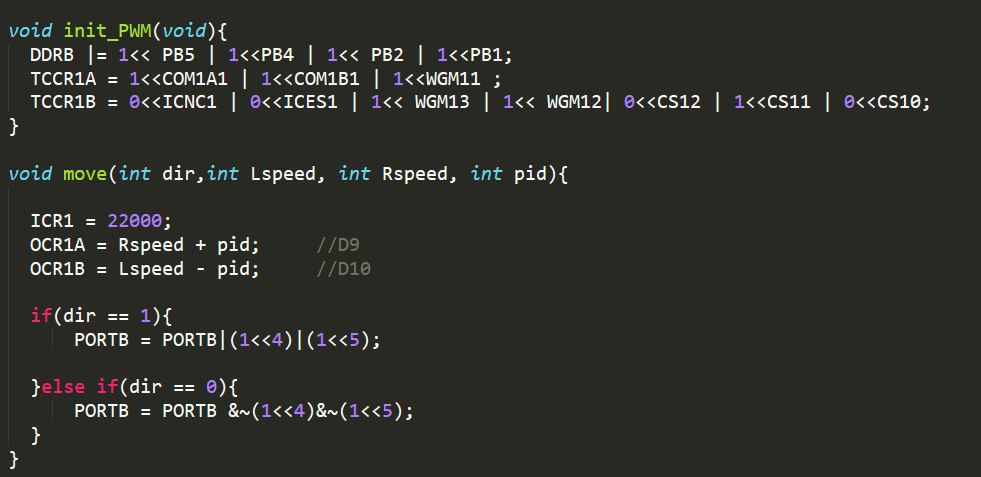 void init_PWM(void){
DDRB |= 1<< PB5 | 1<<PB4 | 1<< PB2 | 1<<PB1;
TCCR1A = 1<<COM1A1 | 1<<COM1B1 | 1<<WGM11 ;
TCCR1B = 0<<ICNC1 | 0<<ICES1 | 1<< WGM13 | 1<< WGM12| 0<<CS12 | 1<<CS11 | 0<<CS10;
}
void move(int dir,int Lspeed, int Rspeed, int pid){
ICR1 = 22000;
OCR1A = Rspeed + pid; //D9
OCR1B = Lspeed - pid; //D10
if(dir == 1){
PORTB = PORTB|(1<<4)|(1<<5);
}else if(dir == 0){
PORTB = PORTB &~(1<<4)&~(1<<5);
}
}